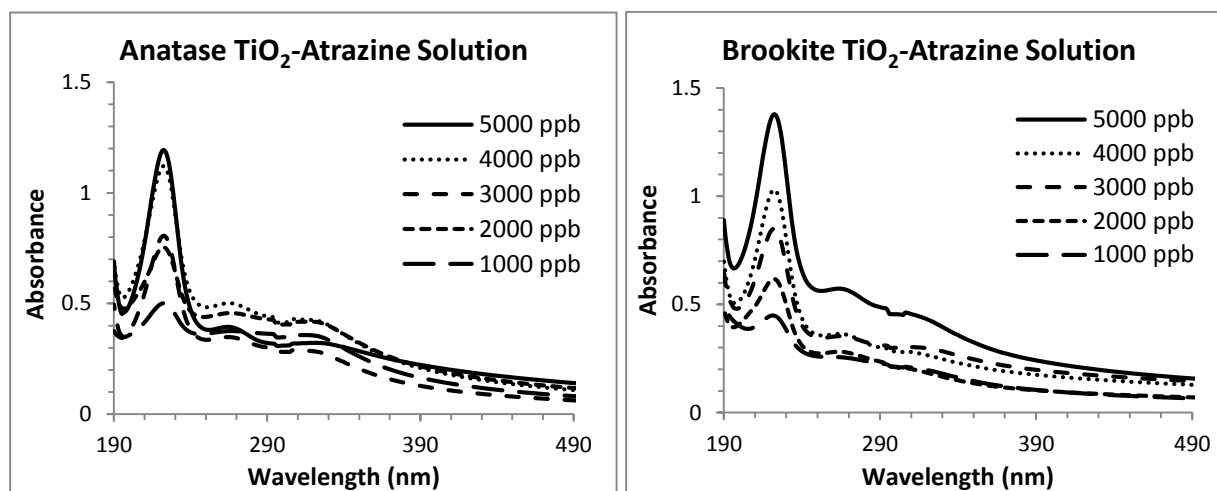 Anatase TiO₂-Atrazine Solution
1.5
1
0.5
0
Absorbance
5000 ppb
4000 ppb
3000 ppb
2000 ppb
1000 ppb
190
290
390
490
Wavelength (nm)
Brookite TiO₂-Atrazine Solution
1.5
1
0.5
0
Absorbance
5000 ppb
4000 ppb
3000 ppb
2000 ppb
1000 ppb
190
290
390
490
Wavelength (nm)